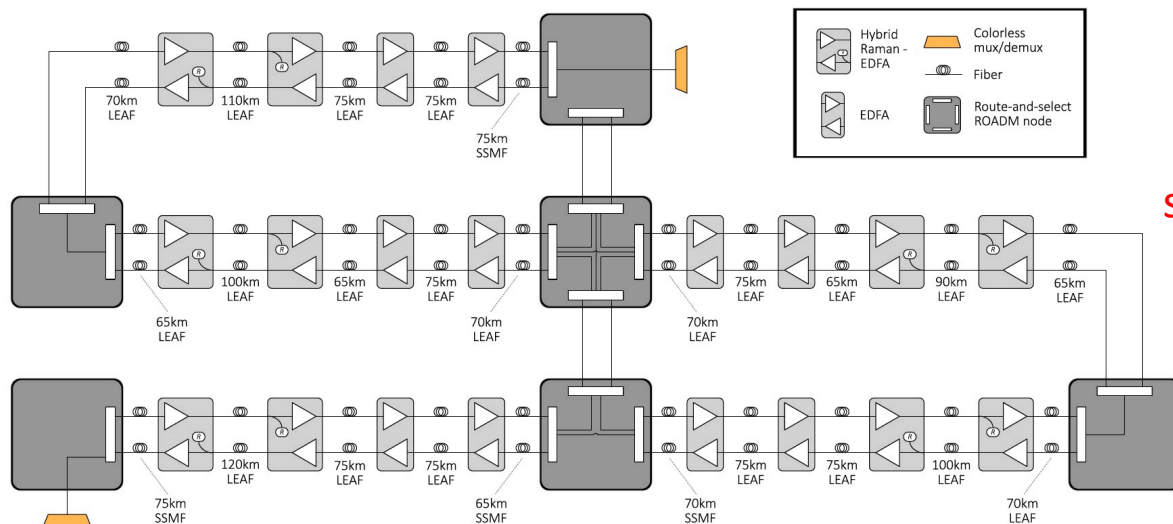 Hybrid
Raman -
EDFA
Colorless
mux/demux
Fiber
EDFA
Route-and-select
ROADM node
R
R
70km
LEAF
110km
LEAF
75km
LEAF
75km
LEAF
75km
SSMF
S
R
R
R
R
65km
LEAF
100km
LEAF
65km
LEAF
75km
LEAF
70km
LEAF
70km
LEAF
75km
LEAF
65km
LEAF
90km
LEAF
65km
LEAF
R
R
R
R
75km
SSMF
120km
LEAF
75km
LEAF
75km
LEAF
65km
SSMF
70km
SSMF
75km
LEAF
75km
LEAF
100km
LEAF
70km
LEAF